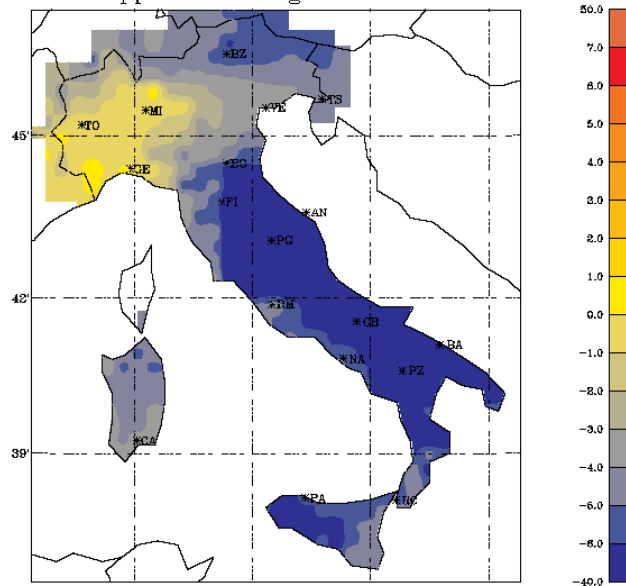 *BZ
*MI
*VE
*TS
*TO
45'
*GE
*BO
*FI
*AN
*PG
42'
*RM
*CB
*BA
*NA
*PZ
*CA
39'
*PA
50.0
7.0
6.0
5.0
4.0
3.0
2.0
1.0
0.0
-1.0
-2.0
-3.0
-4.0
-5.0
-6.0
-8.0
-40.0